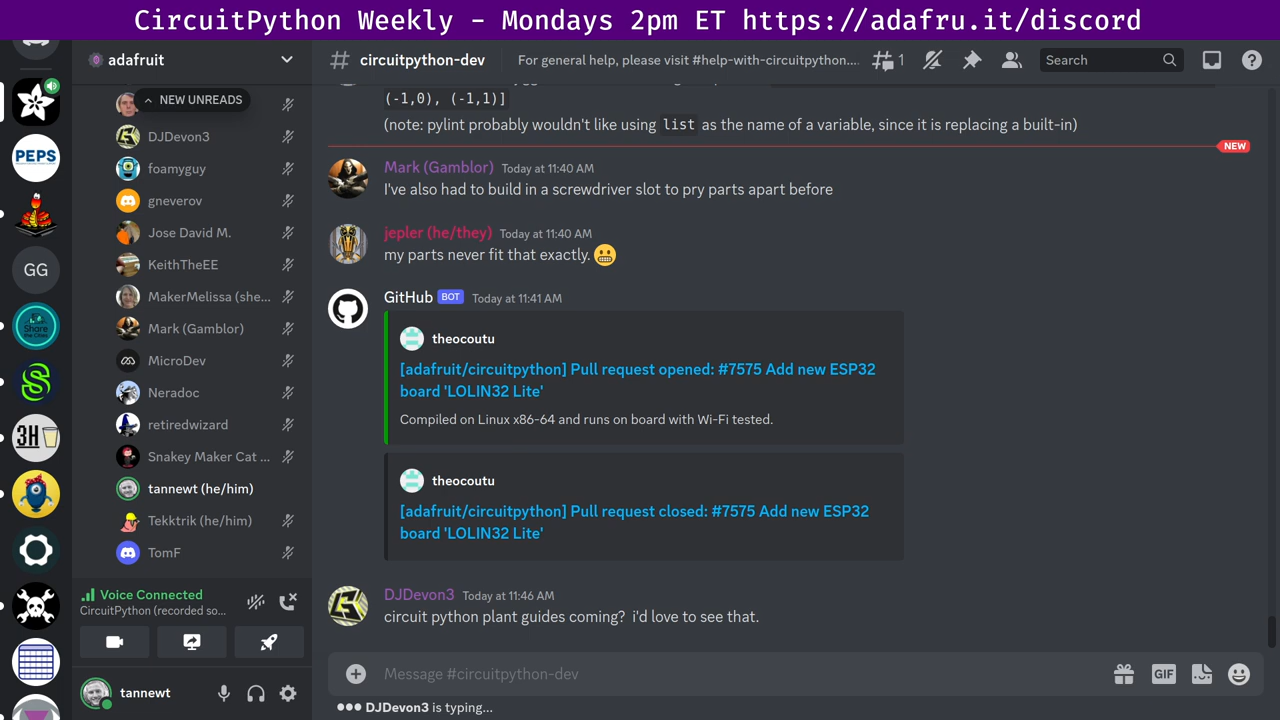 CircuitPython Weekly - Mondays 2pm ET https://adafru.it/discord
adafruit
NEW UNREADS
DJDevon3
foamyguy
gneverov
Jose David M.
KeithTheEE
MakerMelissa (she...
Mark (Gamblor)
MicroDev
Neradoc
retiredwizard
Snakey Maker Cat ...
tannewt (he/him)
Tekktrik (he/him)
TomF
Voice Connected
CircuitPython (recorded so...
tannewt
PEPS
GG
Share
3H
circuitpython-dev
For general help, please visit #help-with-circuitpython....
1
Search
(-1,0), (-1,1)]
(note: pylint probably wouldn't like using list as the name of a variable, since it is replacing a built-in)
NEW
Mark (Gamblor) Today at 11:40 AM
I've also had to build in a screwdriver slot to pry parts apart before
jepler (he/they) Today at 11:40 AM
my parts never fit that exactly.
GitHub BOT Today at 11:41 AM
theocoutu
[adafruit/circuitpython] Pull request opened: #7575 Add new ESP32
board 'LOLIN32 Lite'
Compiled on Linux x86-64 and runs on board with Wi-Fi tested.
theocoutu
[adafruit/circuitpython] Pull request closed: #7575 Add new ESP32
board 'LOLIN32 Lite'
DJDevon3 Today at 11:46 AM
circuit python plant guides coming? i'd love to see that.
Message #circuitpython-dev
GIF
DJDevon3 is typing...